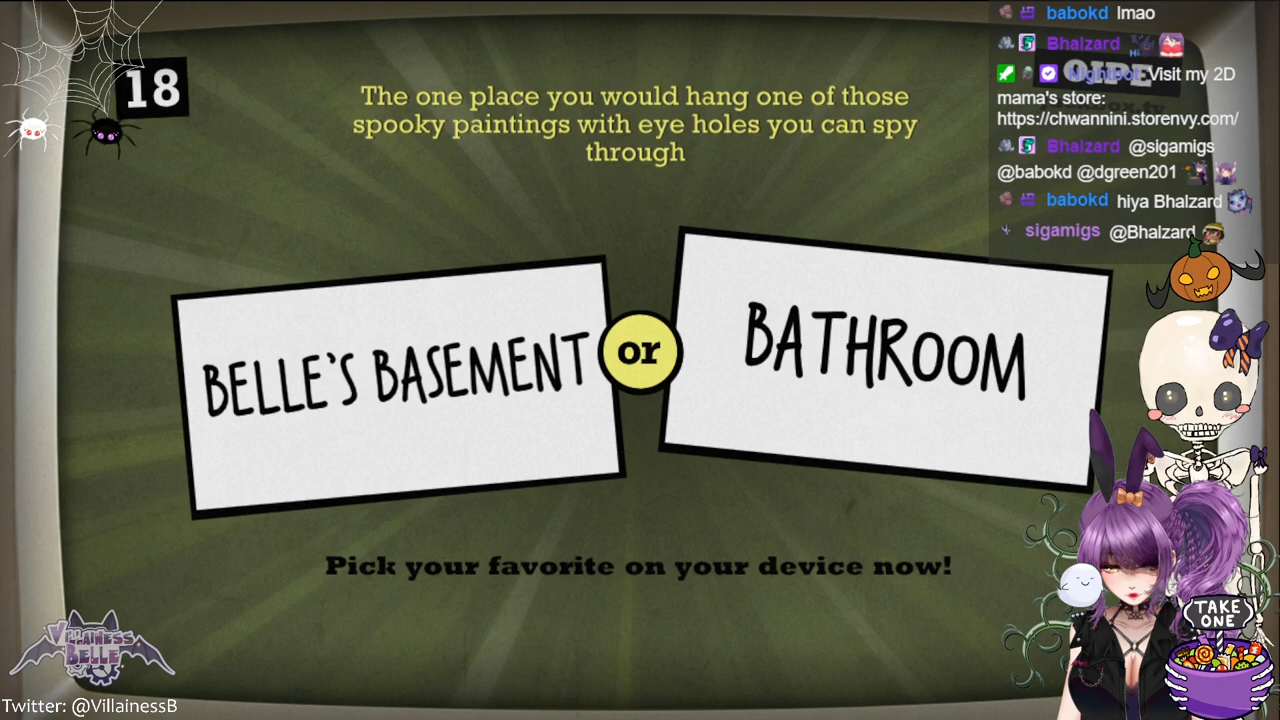 18
The one place you would hang one of those
spooky paintings with eye holes you can spy
through
BELLE'S BASEMENT
or
BATHROOM
Pick your favorite on your device now!
babokd lmao
Bhalzard
Visit my 2D
mama's store:
https://chwannini.storenvy.com/
Bhalzard @sigamigs
@babokd @dgreen201
babokd hiya Bhalzard
sigamigs @Bhalzard
TAKE
ONE
VILLAINESS
BELLE
Twitter: @VillainessB